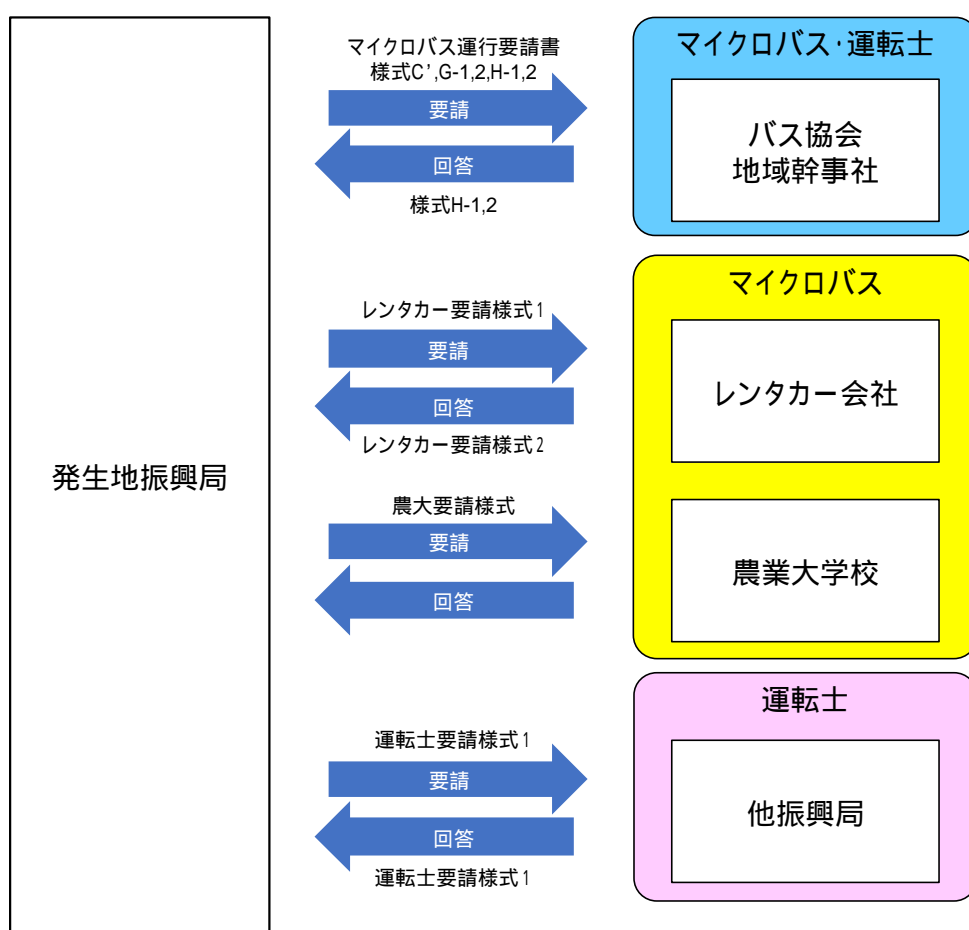 発生地振興局
マイクロバス運行要請書
様式C’,G-1,2,H-1,2
要請
回答
様式H-1,2
マイクロバス・運転士
バス協会
地域幹事社
レンタカー要請様式1
要請
回答
レンタカー要請様式2
マイクロバス
レンタカー会社
農大要請様式
要請
回答
農業大学校
運転士要請様式1
要請
回答
運転士要請様式1
運転士
他振興局